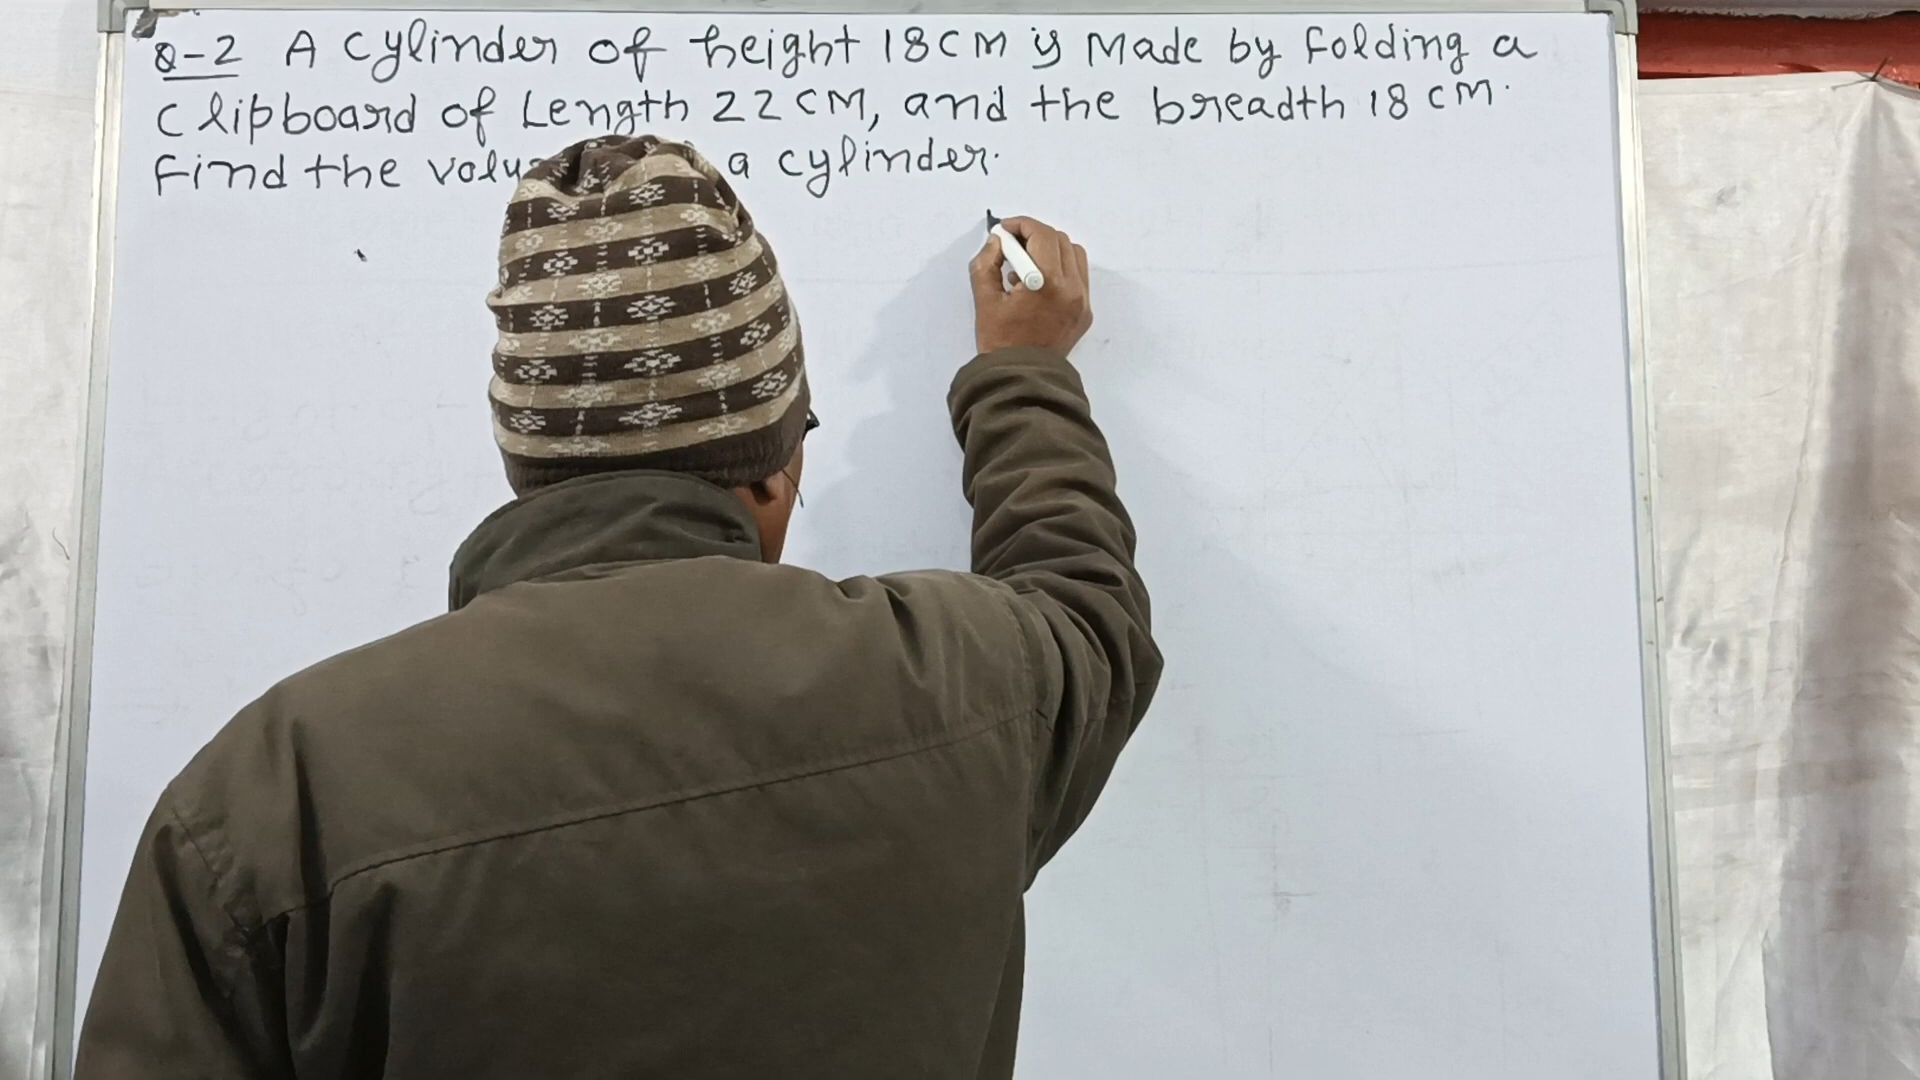 Q-2 A cylinder of height 18 CM is Made by Folding a
Clipboard of Length 22 CM, and the breadth 18 CM.
Find the a cylinder.